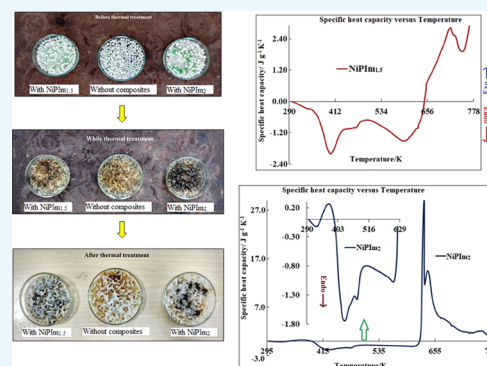 Before thermal treatment
With NiPIm1.5 Without composites With NiPIm2
While thermal treatment
With NiPIm1.5 Without composites With NiPIm2
After thermal treatment
With NiPIm1.5 Without composites With NiPIm2
Specific heat capacity versus Temperature
Specific heat capacity/ J g-1 K-1
2.40
1.20
0.00
-1.20
-2.40
290 412 534 656 778
NiPIm1.5
Temperature/K
Exo
Endo
Specific heat capacity versus Temperature
Specific heat capacity/ J g-1 K-1
27.0
17.0
7.0
-3.0
295 415 535 655
0.20
-0.30
-0.80
-1.30
-1.80
290 403 516 629
NiPIm2
Endo
NiPIm2
Temperature/K